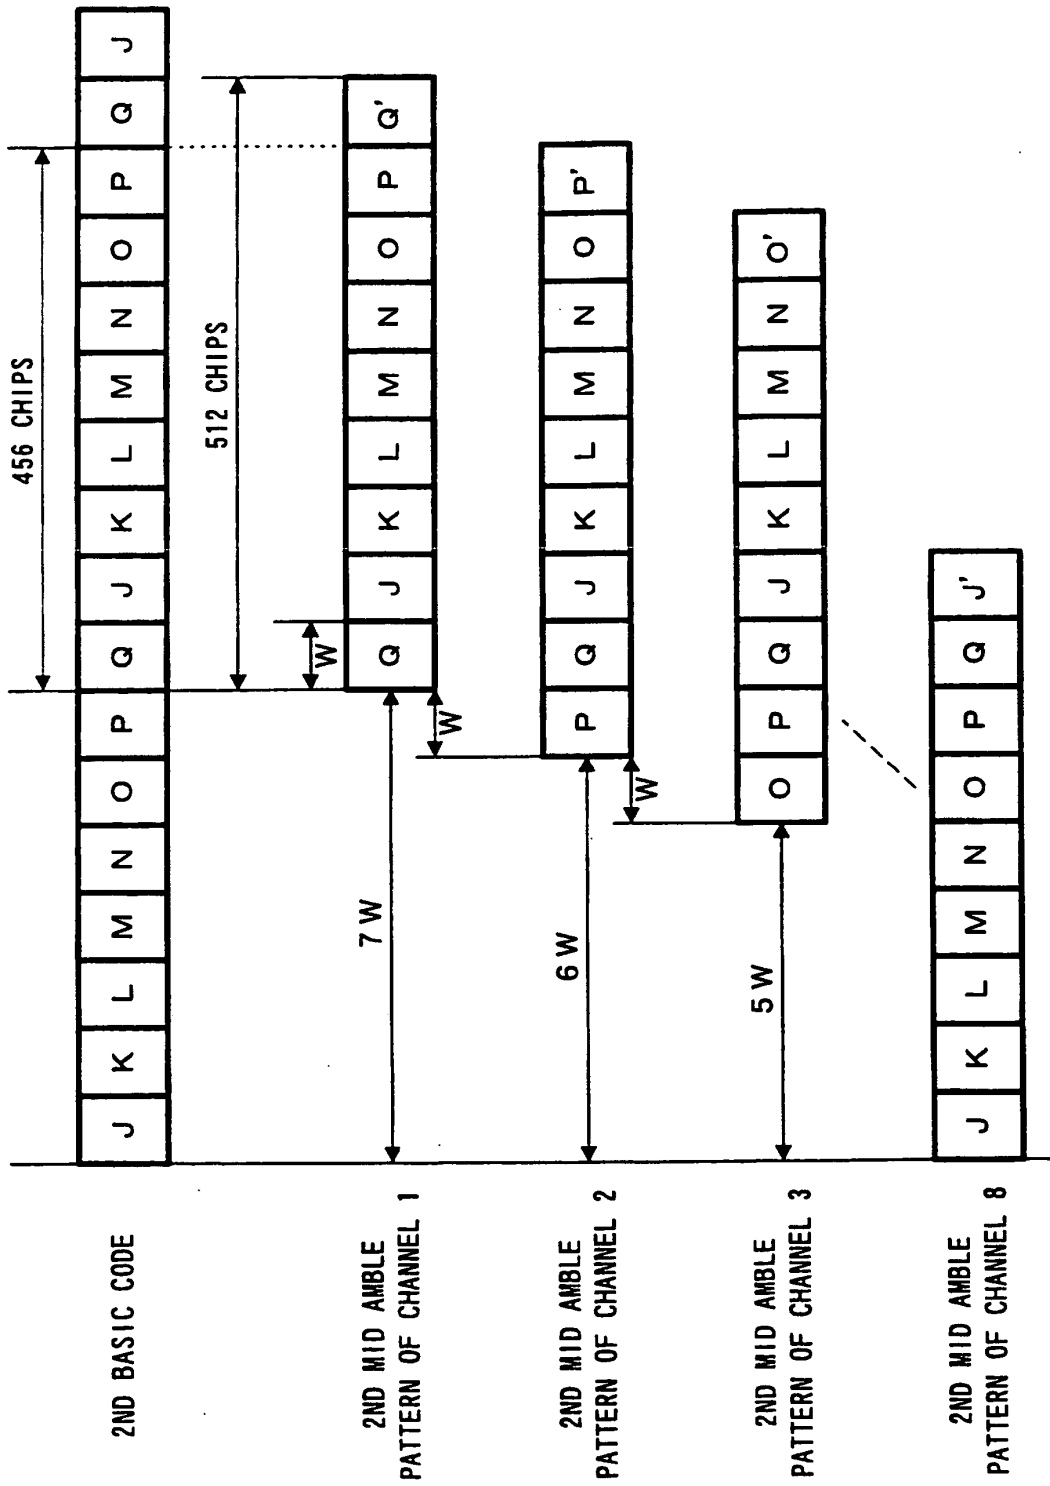 456 CHIPS
2ND BASIC CODE J K L M N O P Q J K L M N O P Q J
512 CHIPS
W
7 W
2ND MID AMBLE
PATTERN OF CHANNEL 1
Q J K L M N O P Q'
W
6 W
2ND MID AMBLE
PATTERN OF CHANNEL 2
P Q J K L M N O P'
W
5 W
2ND MID AMBLE
PATTERN OF CHANNEL 3
O P Q J K L M N O'
2ND MID AMBLE
PATTERN OF CHANNEL 8
J K L M N O P Q J'